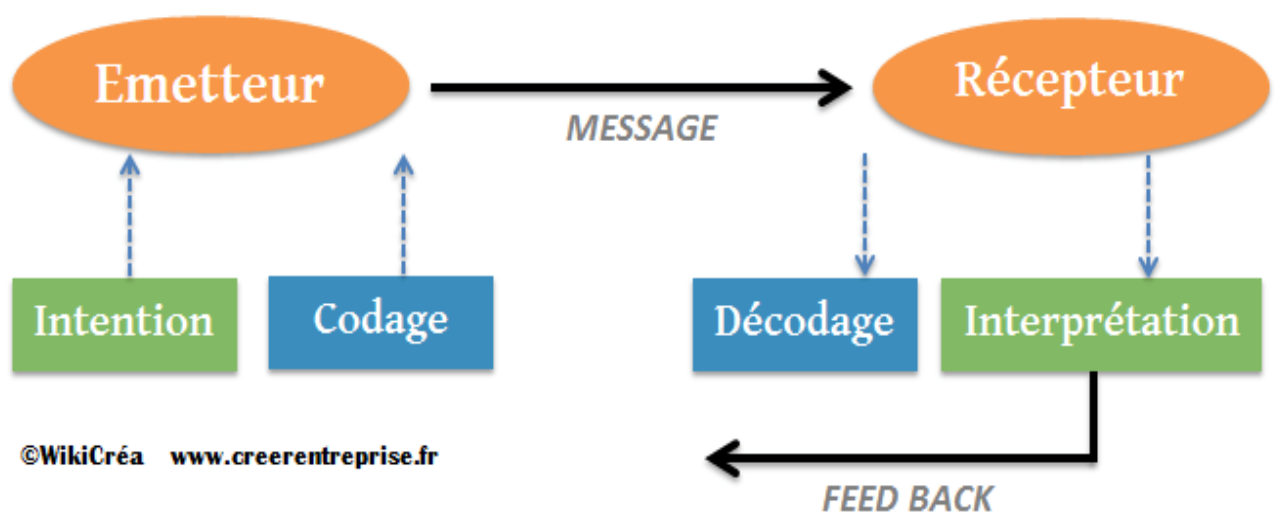 Emetteur
Récepteur
MESSAGE
Intention
Codage
Décodage
Interprétation
©WikiCréa www.creerentreprise.fr
FEED BACK